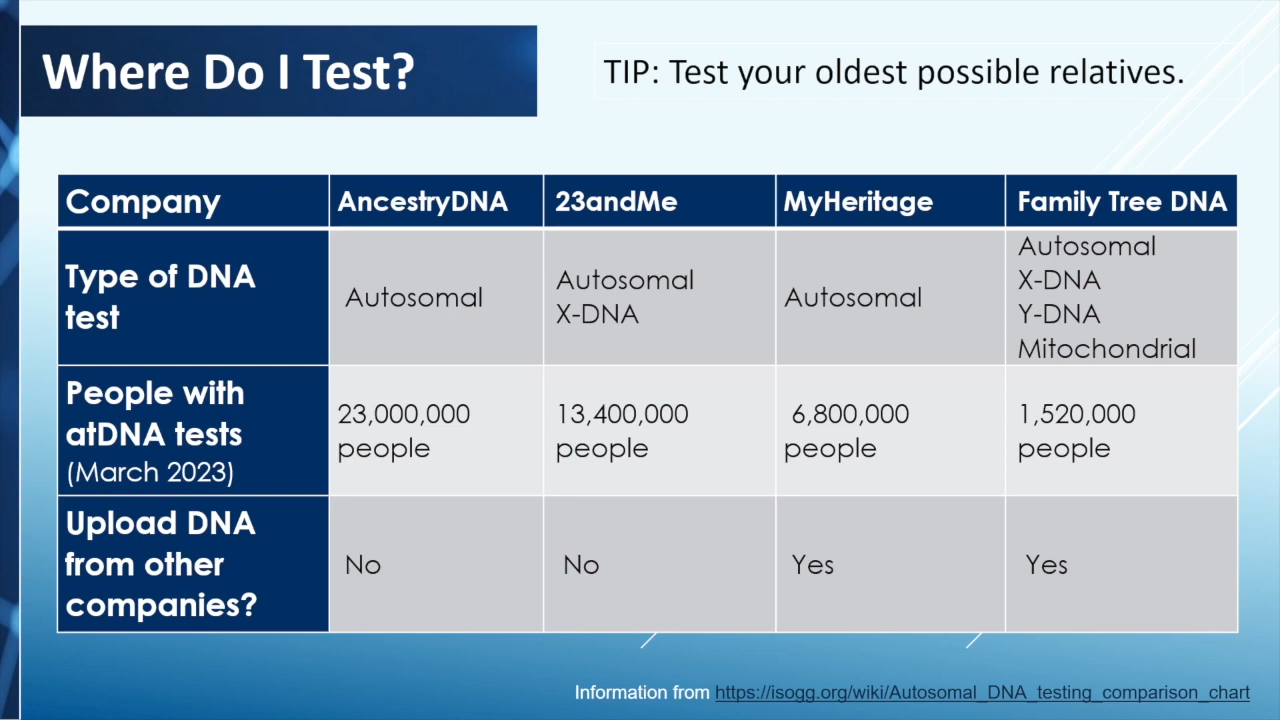 Where Do I Test?
TIP: Test your oldest possible relatives.
Company
AncestryDNA
23andMe
MyHeritage
Family Tree DNA
Type of DNA
test
Autosomal
Autosomal
X-DNA
Autosomal
Autosomal
X-DNA
Y-DNA
Mitochondrial
People with
atDNA tests
(March 2023)
23,000,000
people
13,400,000
people
6,800,000
people
1,520,000
people
Upload DNA
from other
companies?
No
No
Yes
Yes
Information from https://isogg.org/wiki/Autosomal_DNA_testing_comparison_chart